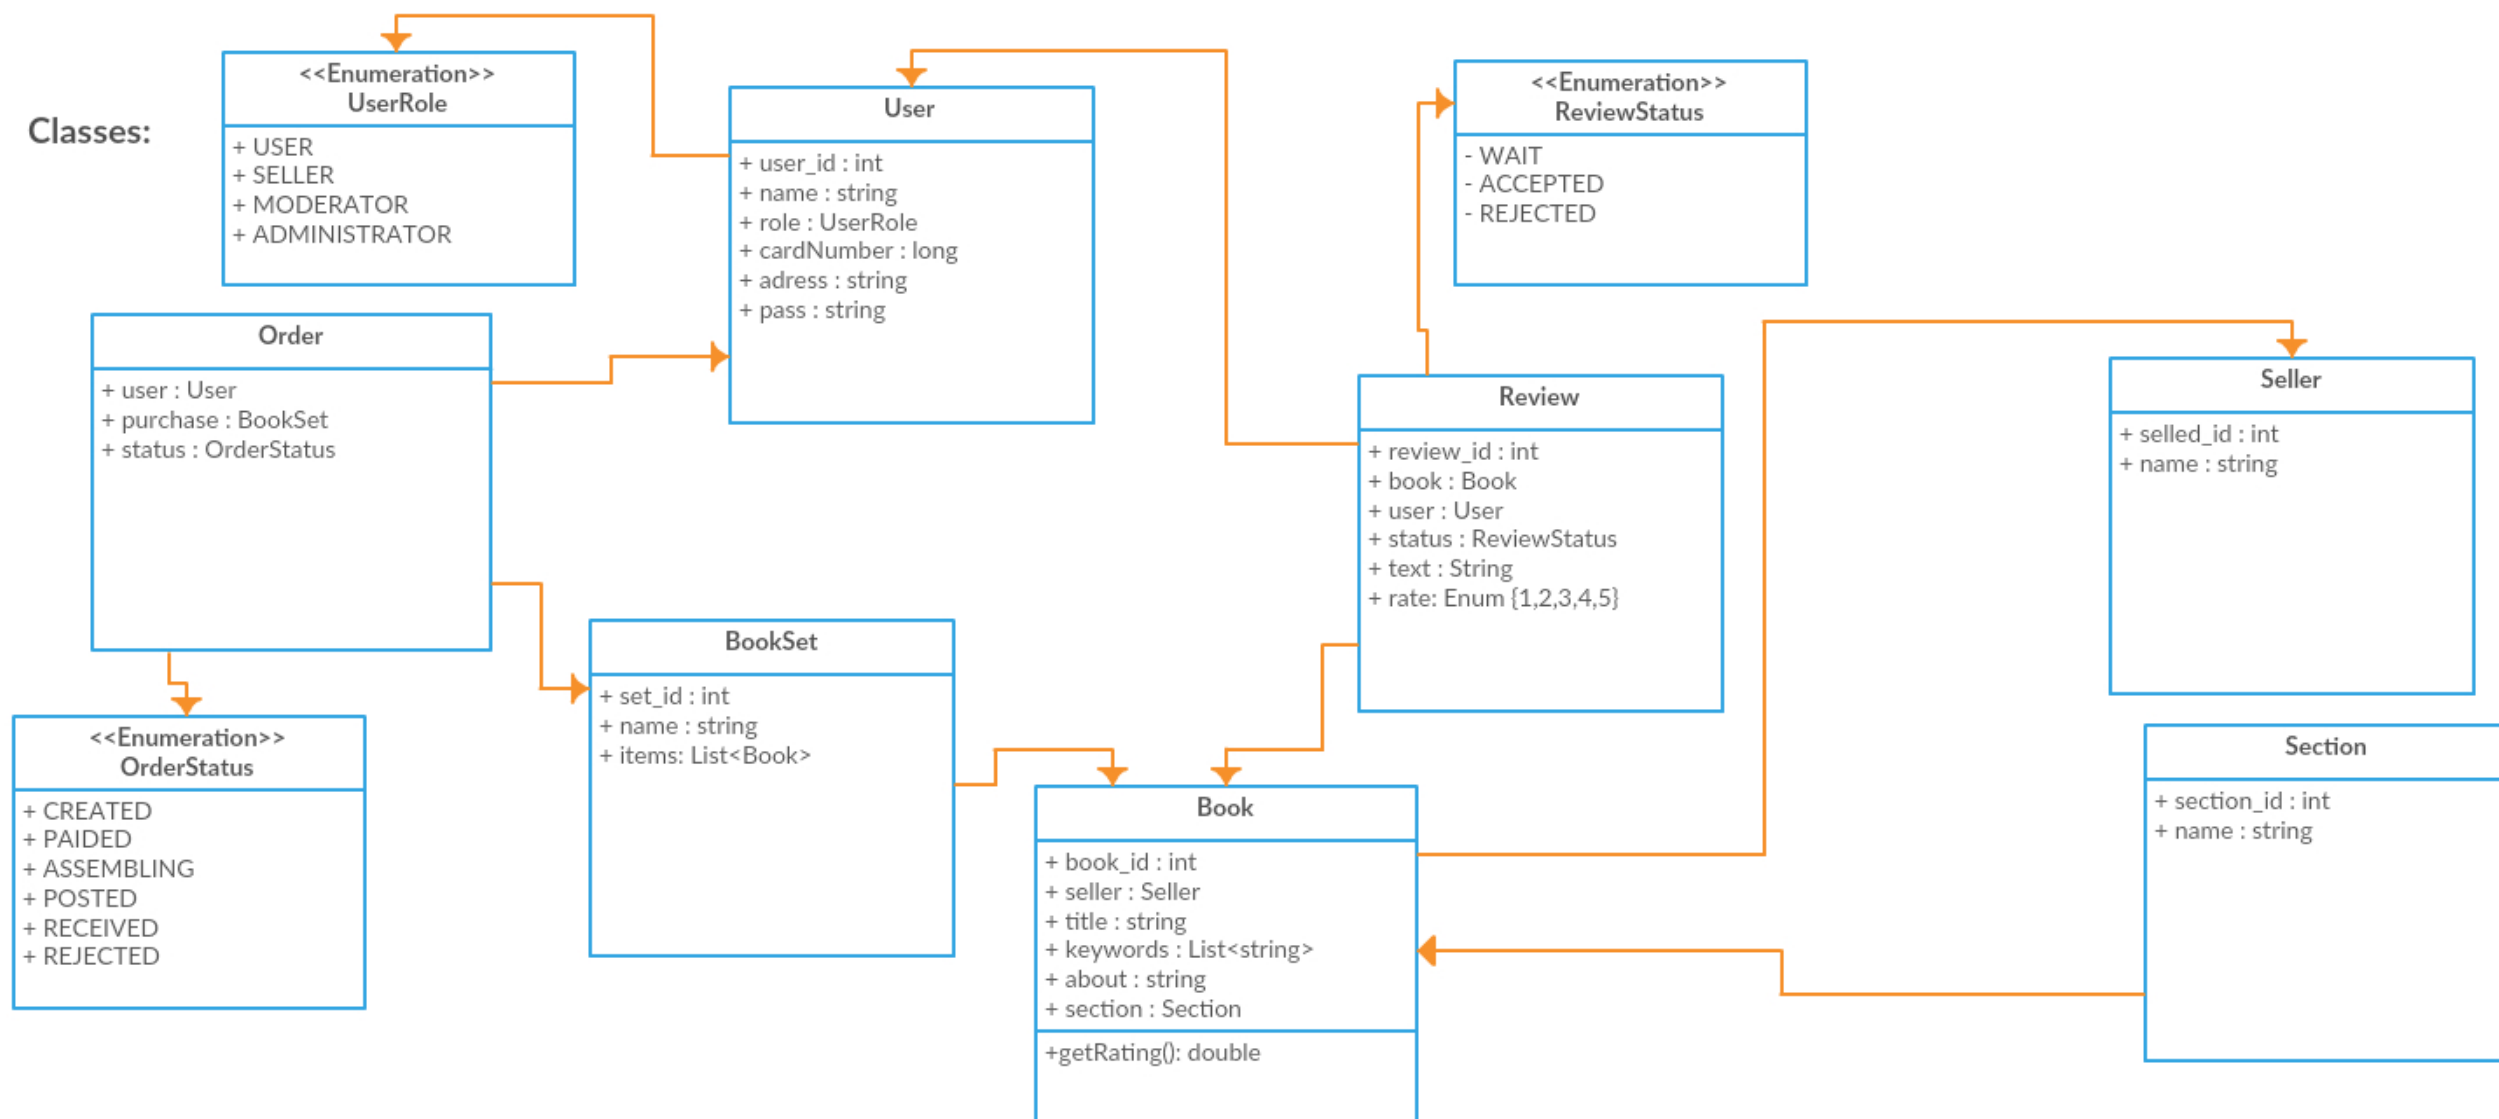 Classes:
<<Enumeration>>
UserRole
+ USER
+ SELLER
+ MODERATOR
+ ADMINISTRATOR
User
+ user_id : int
+ name : string
+ role : UserRole
+ cardNumber : long
+ adress : string
+ pass : string
<<Enumeration>>
ReviewStatus
- WAIT
- ACCEPTED
- REJECTED
Order
+ user : User
+ purchase : BookSet
+ status : OrderStatus
Review
+ review_id : int
+ book : Book
+ user : User
+ status : ReviewStatus
+ text : String
+ rate: Enum {1,2,3,4,5}
Seller
+ selled_id : int
+ name : string
BookSet
+ set_id : int
+ name : string
+ items: List<Book>
<<Enumeration>>
OrderStatus
+ CREATED
+ PAIDED
+ ASSEMBLING
+ POSTED
+ RECEIVED
+ REJECTED
Book
+ book_id : int
+ seller : Seller
+ title : string
+ keywords : List<string>
+ about : string
+ section : Section
+getRating(): double
Section
+ section_id : int
+ name : string